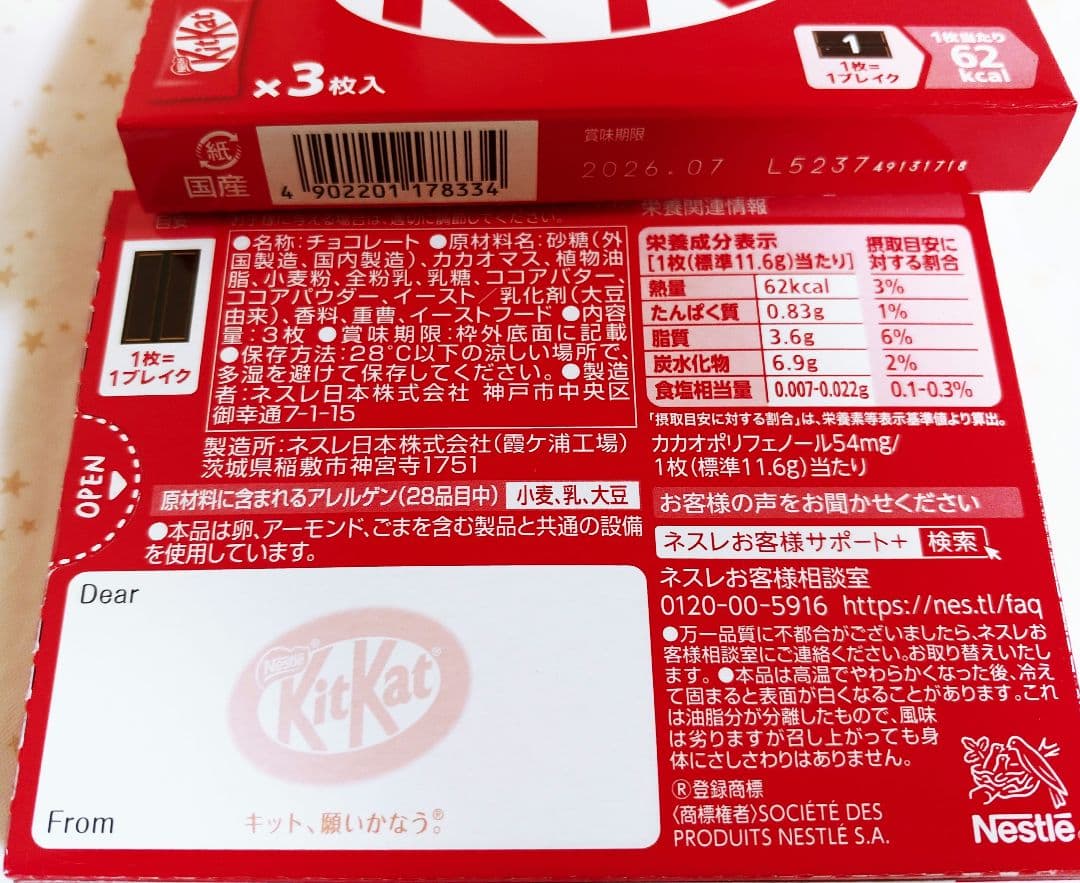 KitKat
×3枚入
1
1枚=
1ブレイク
1枚当たり
62
kcal
紙
国産
4 902201 178334
賞味期限
2026.07 L5237 49131718
栄養関連情報
●名称:チョコレート ●原材料名:砂糖(外
国製造、国内製造)、カカオマス、植物油
脂、小麦粉、全粉乳、乳糖、ココアバター、
ココアパウダー、イースト/乳化剤(大豆
由来)、香料、重曹、イーストフード ●内容
量:3枚 ●賞味期限:枠外底面に記載
●保存方法:28℃以下の涼しい場所で、
多湿を避けて保存してください。●製造
者:ネスレ日本株式会社 神戸市中央区
御幸通7-1-15
1枚=
1ブレイク
製造所:ネスレ日本株式会社(霞ケ浦工場)
茨城県稲敷市神宮寺1751
原材料に含まれるアレルゲン(28品目中) 小麦、乳、大豆
●本品は卵、アーモンド、ごまを含む製品と共通の設備
を使用しています。
OPEN
栄養成分表示 摂取目安に
[1枚(標準11.6g)当たり] 対する割合
熱量 62kcal 3%
たんぱく質 0.83g 1%
脂質 3.6g 6%
炭水化物 6.9g 2%
食塩相当量 0.007-0.022g 0.1-0.3%
「摂取目安に対する割合」は、栄養素等表示基準値より算出。
カカオポリフェノール54mg/
1枚(標準11.6g)当たり
お客様の声をお聞かせください
ネスレお客様サポート+ 検索
ネスレお客様相談室
0120-00-5916 https://nes.tl/faq
●万一品質に不都合がございましたら、ネスレお
客様相談室にご連絡ください。お取り替えいたし
ます。●本品は高温でやわらかくなった後、冷え
て固まると表面が白くなることがあります。これ
は油脂分が分離したもので、風味
は劣りますが召し上がっても身
体にさしさわりはありません。
®登録商標
〈商標権者〉SOCIÉTÉ DES
PRODUITS NESTLÉ S.A.
Nestlé
Dear
Nestlé
KitKat®
From
キット、願いかなう。®